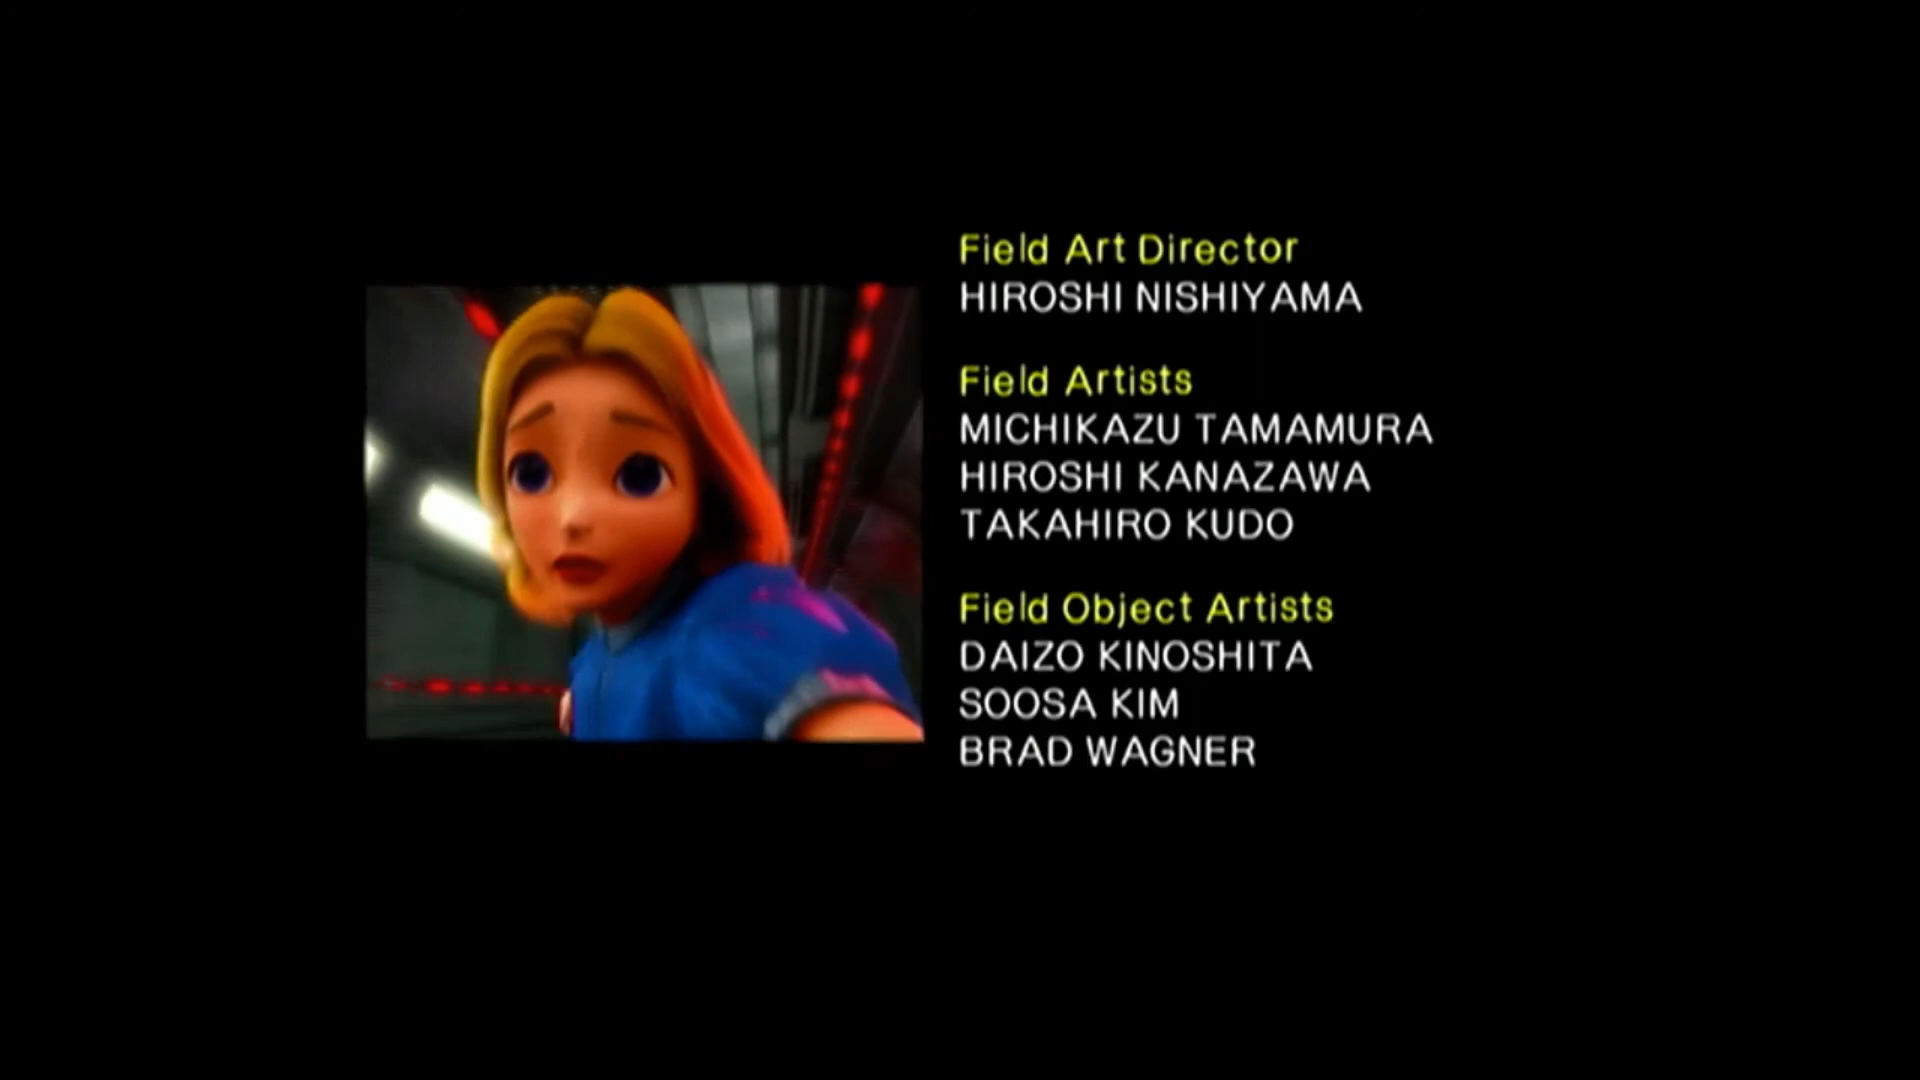 Field Art Director
HIROSHI NISHIYAMA
Field Artists
MICHIKAZU TAMAMURA
HIROSHI KANAZAWA
TAKAHIRO KUDO
Field Object Artists
DAIZO KINOSHITA
SOOSA KIM
BRAD WAGNER